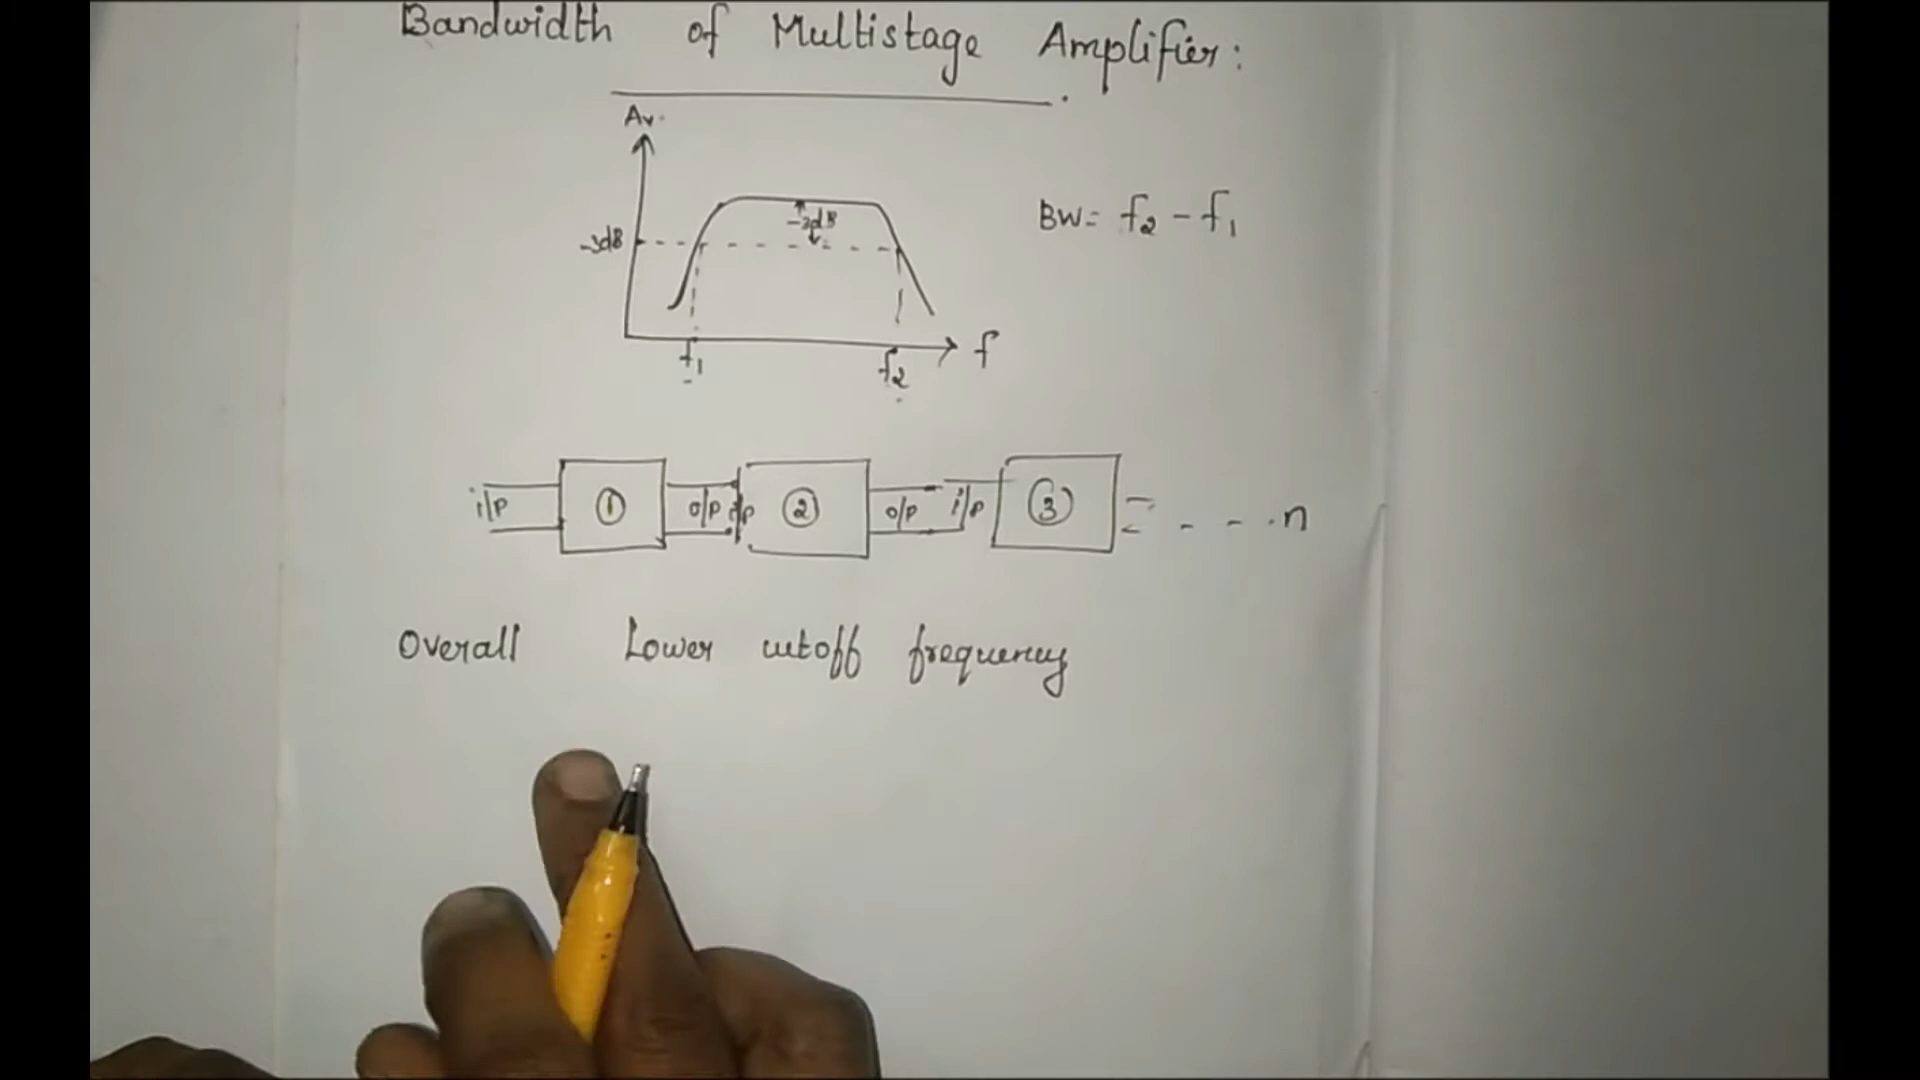 Bandwidth of Multistage Amplifier:
Av.
-3dB
-3dB
BW= f2 - f1
f1 f2 f
i/p 1 o/p i/p 2 o/p i/p 3 - - . n
Overall Lower cutoff frequency